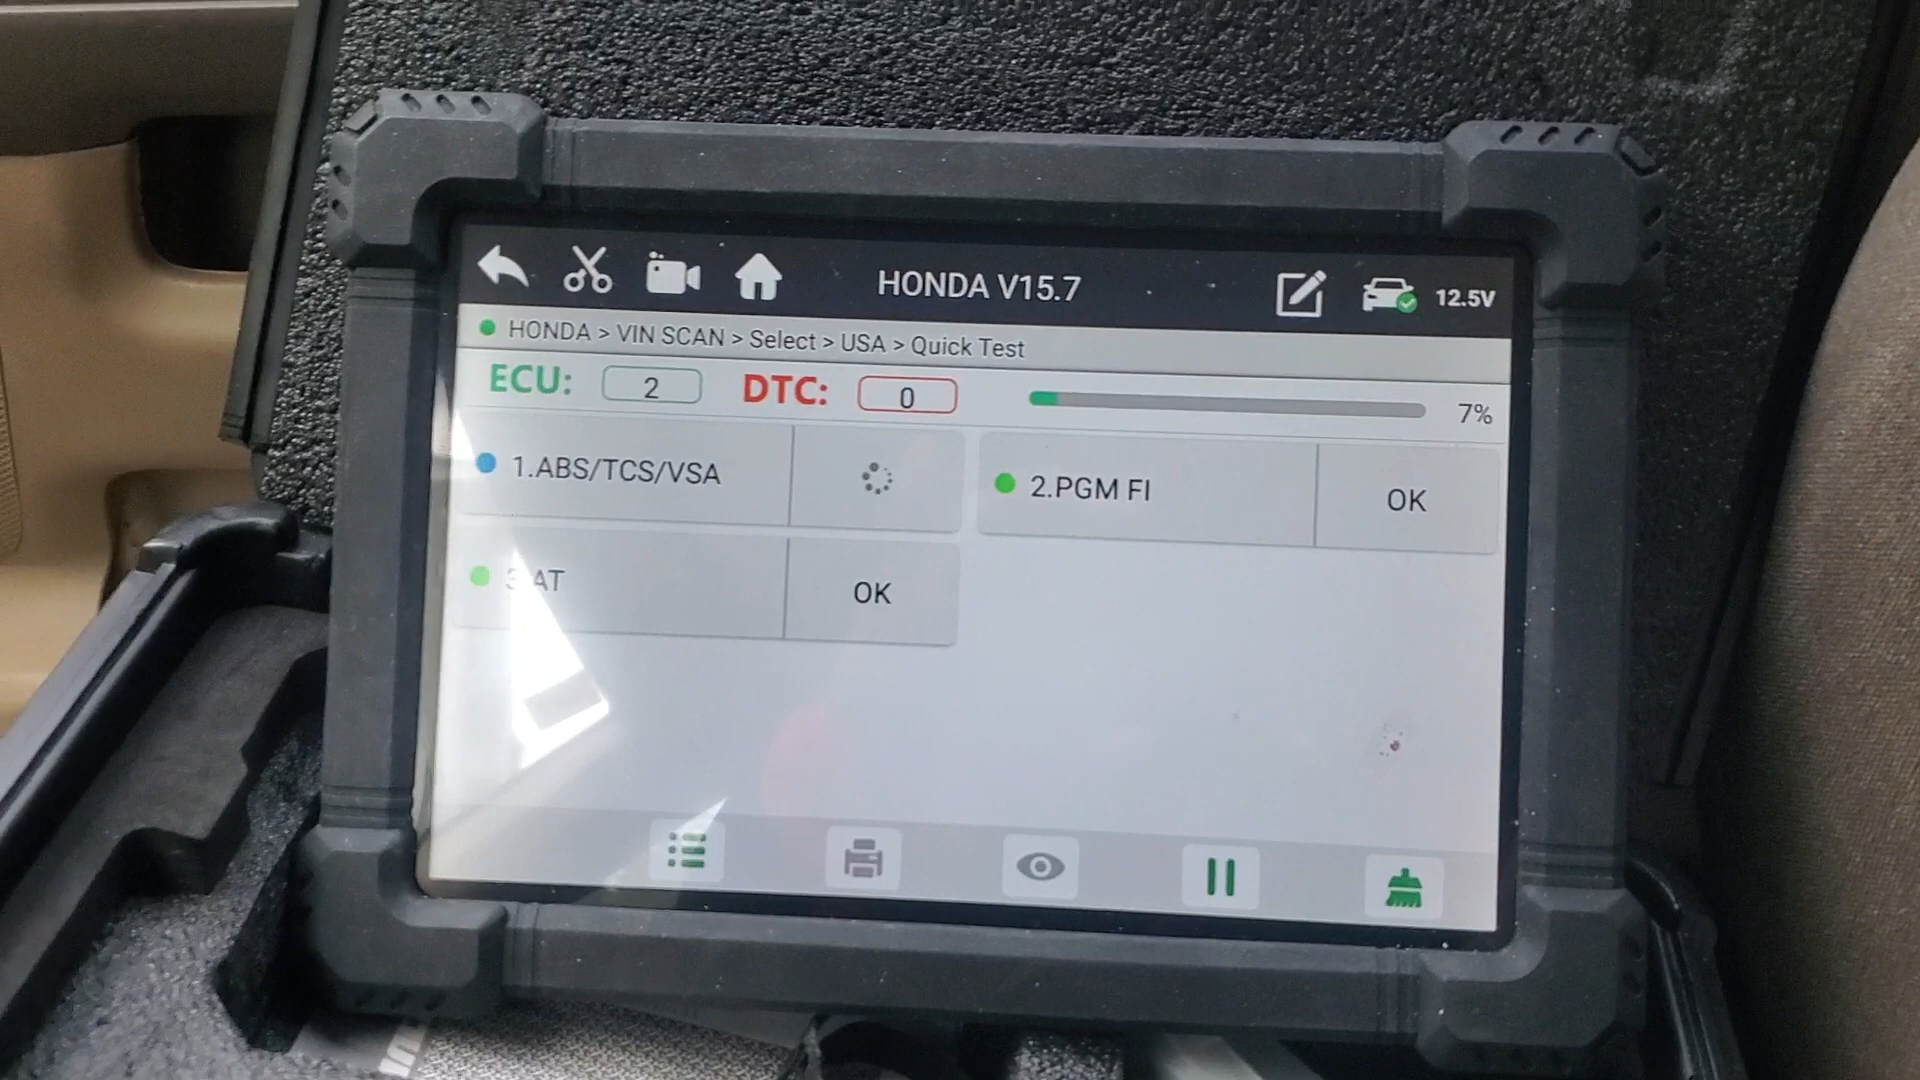 HONDA V15.7
12.5V
HONDA > VIN SCAN > Select > USA > Quick Test
ECU: 2 DTC: 0 7%
1.ABS/TCS/VSA
2.PGM FI OK
AT OK